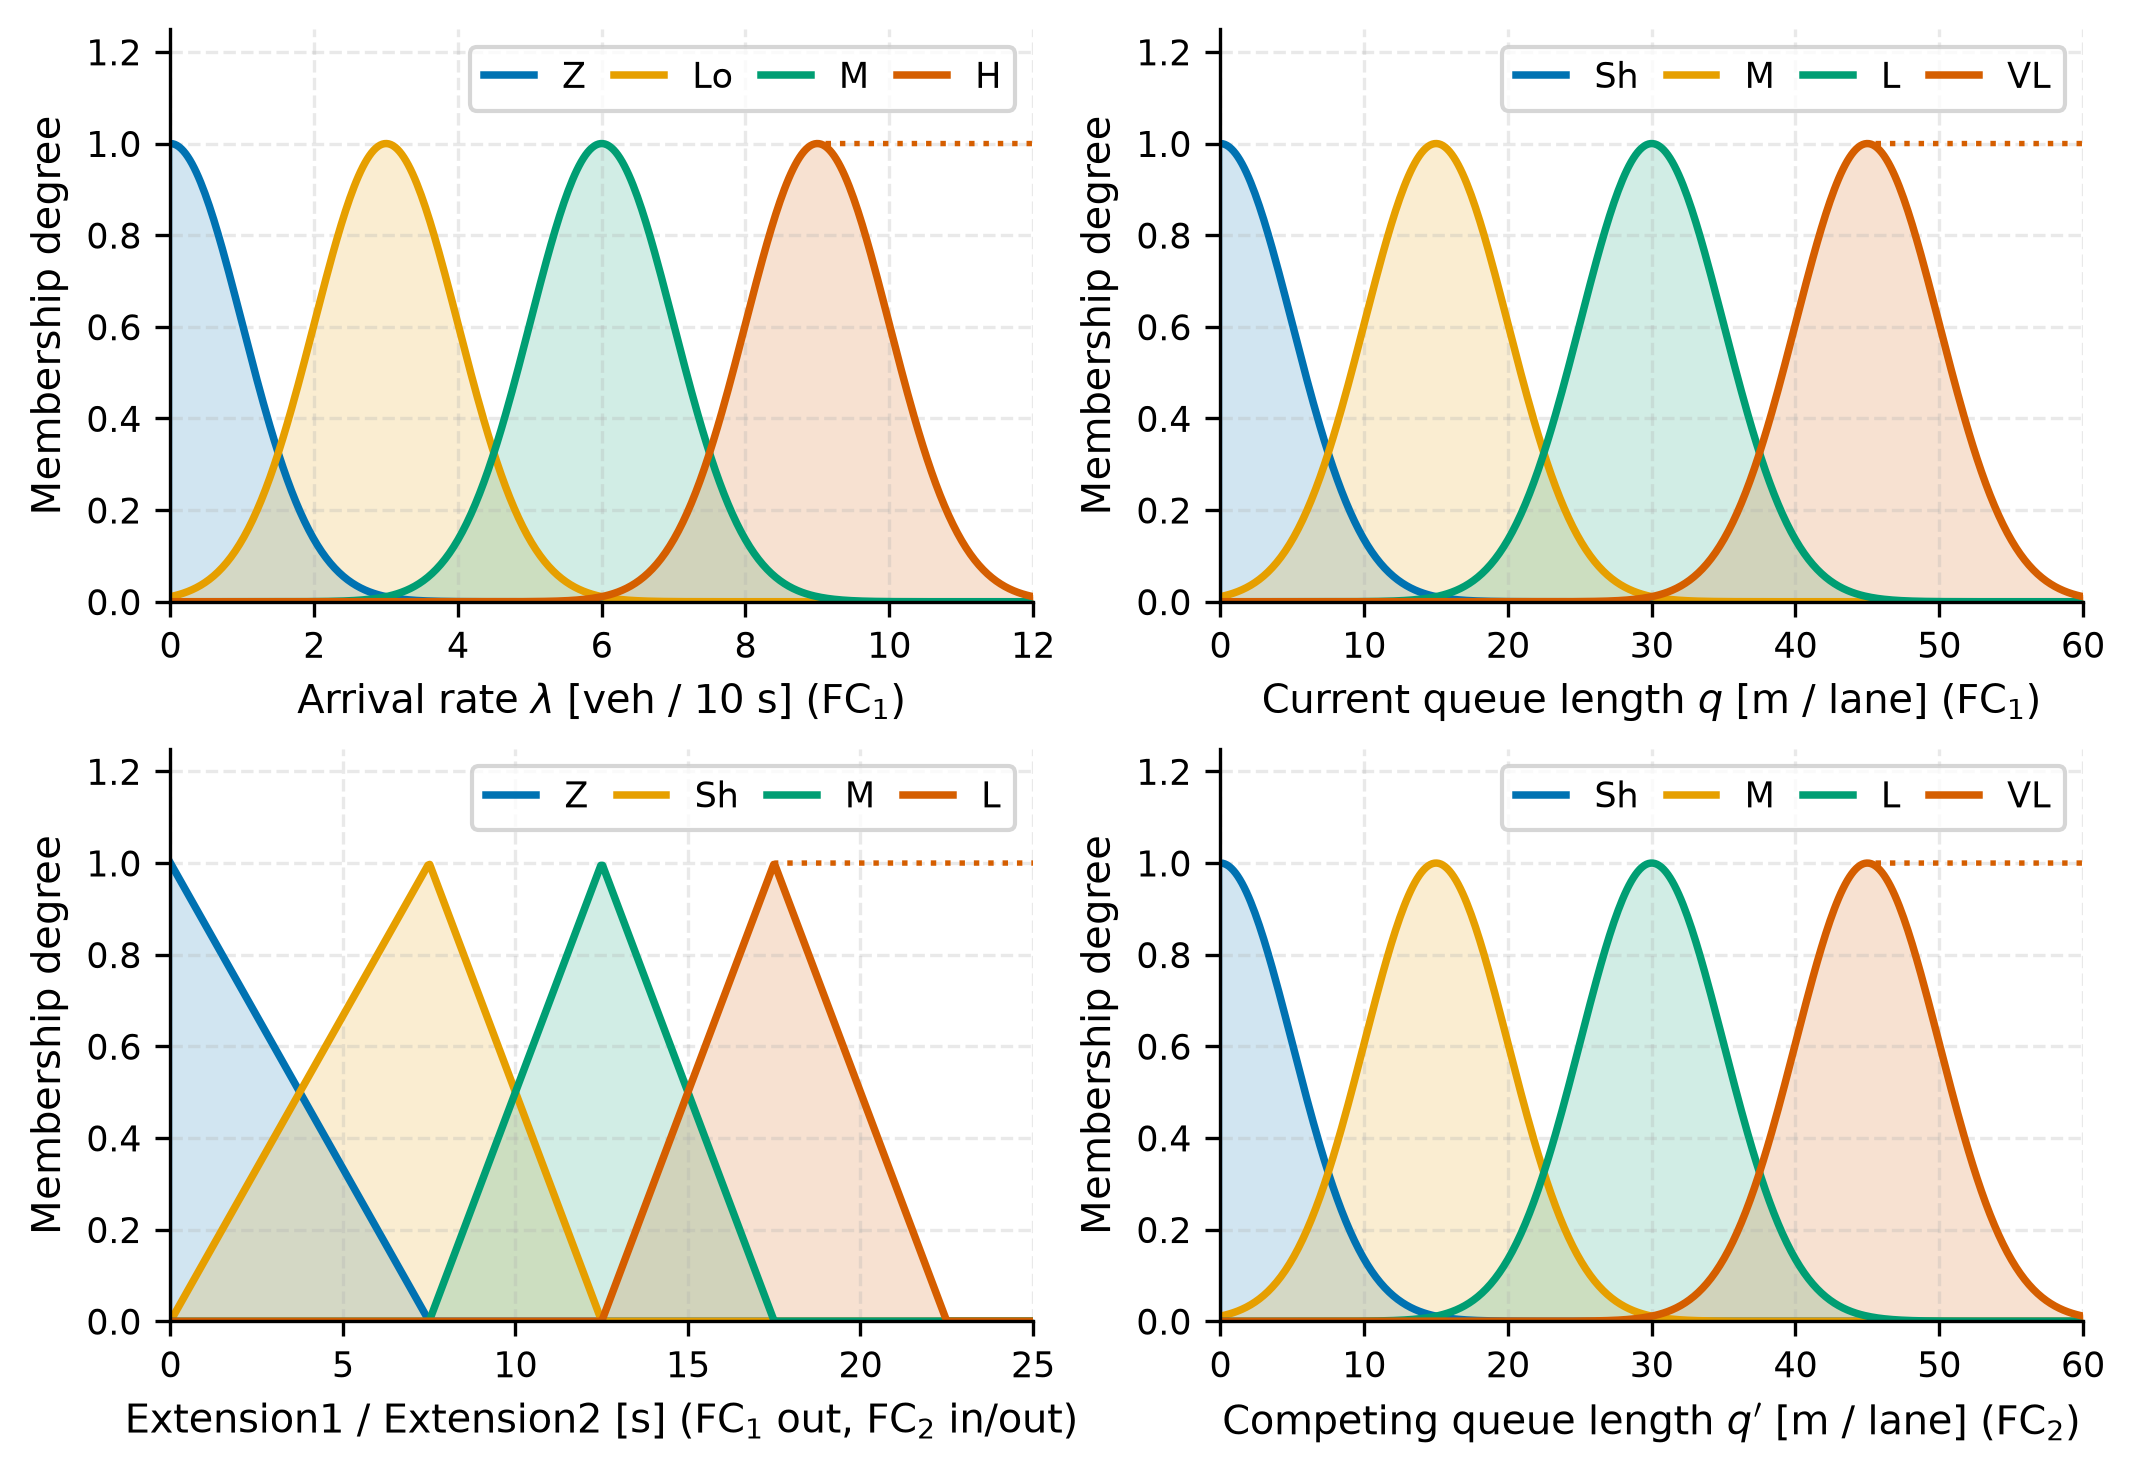 1.2
1.0
0.8
0.6
0.4
0.2
0.0
Membership degree
Z Lo M H
0 2 4 6 8 10 12
Arrival rate λ [veh / 10 s] (FC₁)
1.2
1.0
0.8
0.6
0.4
0.2
0.0
Membership degree
Sh M L VL
0 10 20 30 40 50 60
Current queue length q [m / lane] (FC₁)
1.2
1.0
0.8
0.6
0.4
0.2
0.0
Membership degree
Z Sh M L
0 5 10 15 20 25
Extension1 / Extension2 [s] (FC₁ out, FC₂ in/out)
1.2
1.0
0.8
0.6
0.4
0.2
0.0
Membership degree
Sh M L VL
0 10 20 30 40 50 60
Competing queue length q′ [m / lane] (FC₂)